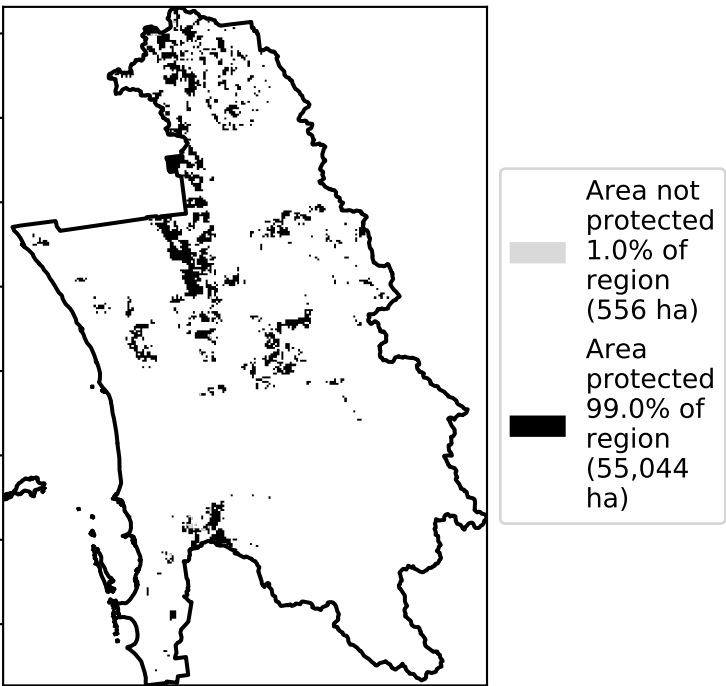 Area not
protected
1.0% of
region
(556 ha)
Area
protected
99.0% of
region
(55,044
ha)